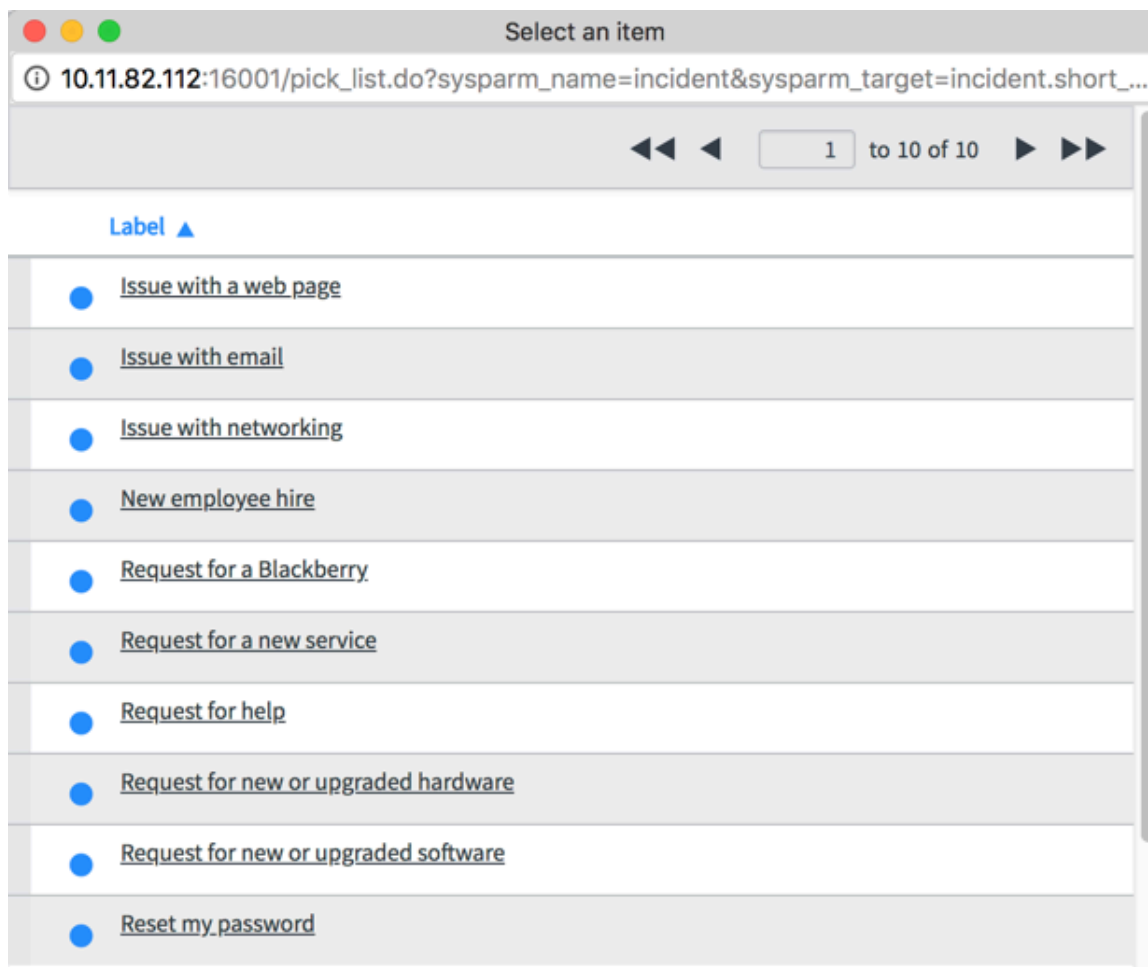 Select an item
10.11.82.112:16001/pick_list.do?sysparm_name=incident&sysparm_target=incident.short_...
1 to 10 of 10
Label
Issue with a web page
Issue with email
Issue with networking
New employee hire
Request for a Blackberry
Request for a new service
Request for help
Request for new or upgraded hardware
Request for new or upgraded software
Reset my password